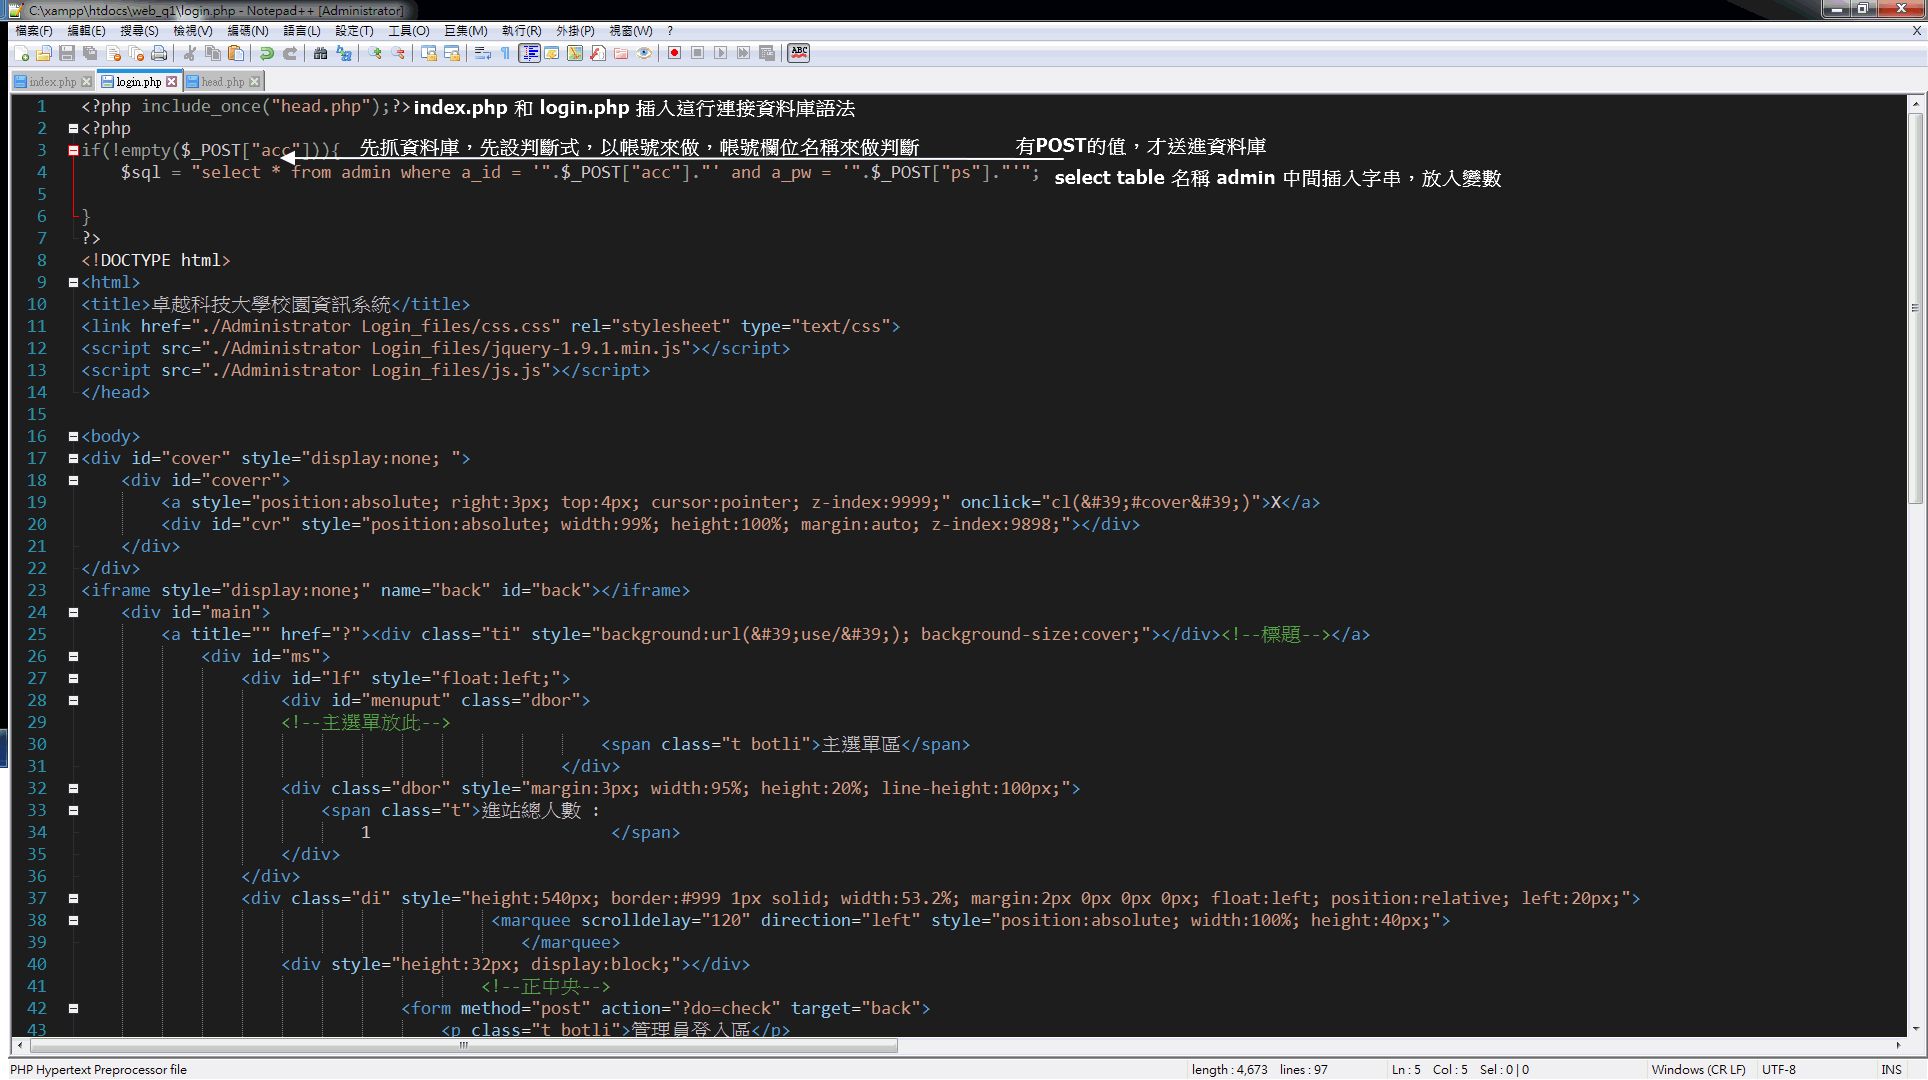 C:\xampp\htdocs\web_q1\login.php - Notepad++ [Administrator]
檔案(F) 編輯(E) 搜尋(S) 檢視(V) 編碼(N) 語言(L) 設定(T) 工具(O) 巨集(M) 執行(R) 外掛(P) 視窗(W) ? X
index.php login.php head.php
1 <?php include_once("head.php");?> index.php 和 login.php 插入這行連接資料庫語法
2 <?php
3 if(!empty($_POST["acc"])){ 先抓資料庫，先設判斷式，以帳號來做，帳號欄位名稱來做判斷 有POST的值，才送進資料庫
4 $sql = "select * from admin where a_id = '".$_POST["acc"]."' and a_pw = '".$_POST["ps"]."'"; select table 名稱 admin 中間插入字串，放入變數
5
6 }
7 ?>
8 <!DOCTYPE html>
9 <html>
10 <title>卓越科技大學校園資訊系統</title>
11 <link href="./Administrator Login_files/css.css" rel="stylesheet" type="text/css">
12 <script src="./Administrator Login_files/jquery-1.9.1.min.js"></script>
13 <script src="./Administrator Login_files/js.js"></script>
14 </head>
15
16 <body>
17 <div id="cover" style="display:none; ">
18 <div id="coverr">
19 <a style="position:absolute; right:3px; top:4px; cursor:pointer; z-index:9999;" onclick="cl(&#39;#cover&#39;)">X</a>
20 <div id="cvr" style="position:absolute; width:99%; height:100%; margin:auto; z-index:9898;"></div>
21 </div>
22 </div>
23 <iframe style="display:none;" name="back" id="back"></iframe>
24 <div id="main">
25 <a title="" href="?"><div class="ti" style="background:url(&#39;use/&#39;); background-size:cover;"></div><!--標題--></a>
26 <div id="ms">
27 <div id="lf" style="float:left;">
28 <div id="menuput" class="dbor">
29 <!--主選單放此-->
30 <span class="t botli">主選單區</span>
31 </div>
32 <div class="dbor" style="margin:3px; width:95%; height:20%; line-height:100px;">
33 <span class="t">進站總人數 :
34 1 </span>
35 </div>
36 </div>
37 <div class="di" style="height:540px; border:#999 1px solid; width:53.2%; margin:2px 0px 0px 0px; float:left; position:relative; left:20px;">
38 <marquee scrolldelay="120" direction="left" style="position:absolute; width:100%; height:40px;">
39 </marquee>
40 <div style="height:32px; display:block;"></div>
41 <!--正中央-->
42 <form method="post" action="?do=check" target="back">
43 <p class="t botli">管理員登入區</p>
PHP Hypertext Preprocessor file length : 4,673 lines : 97 Ln : 5 Col : 5 Sel : 0 | 0 Windows (CR LF) UTF-8 INS